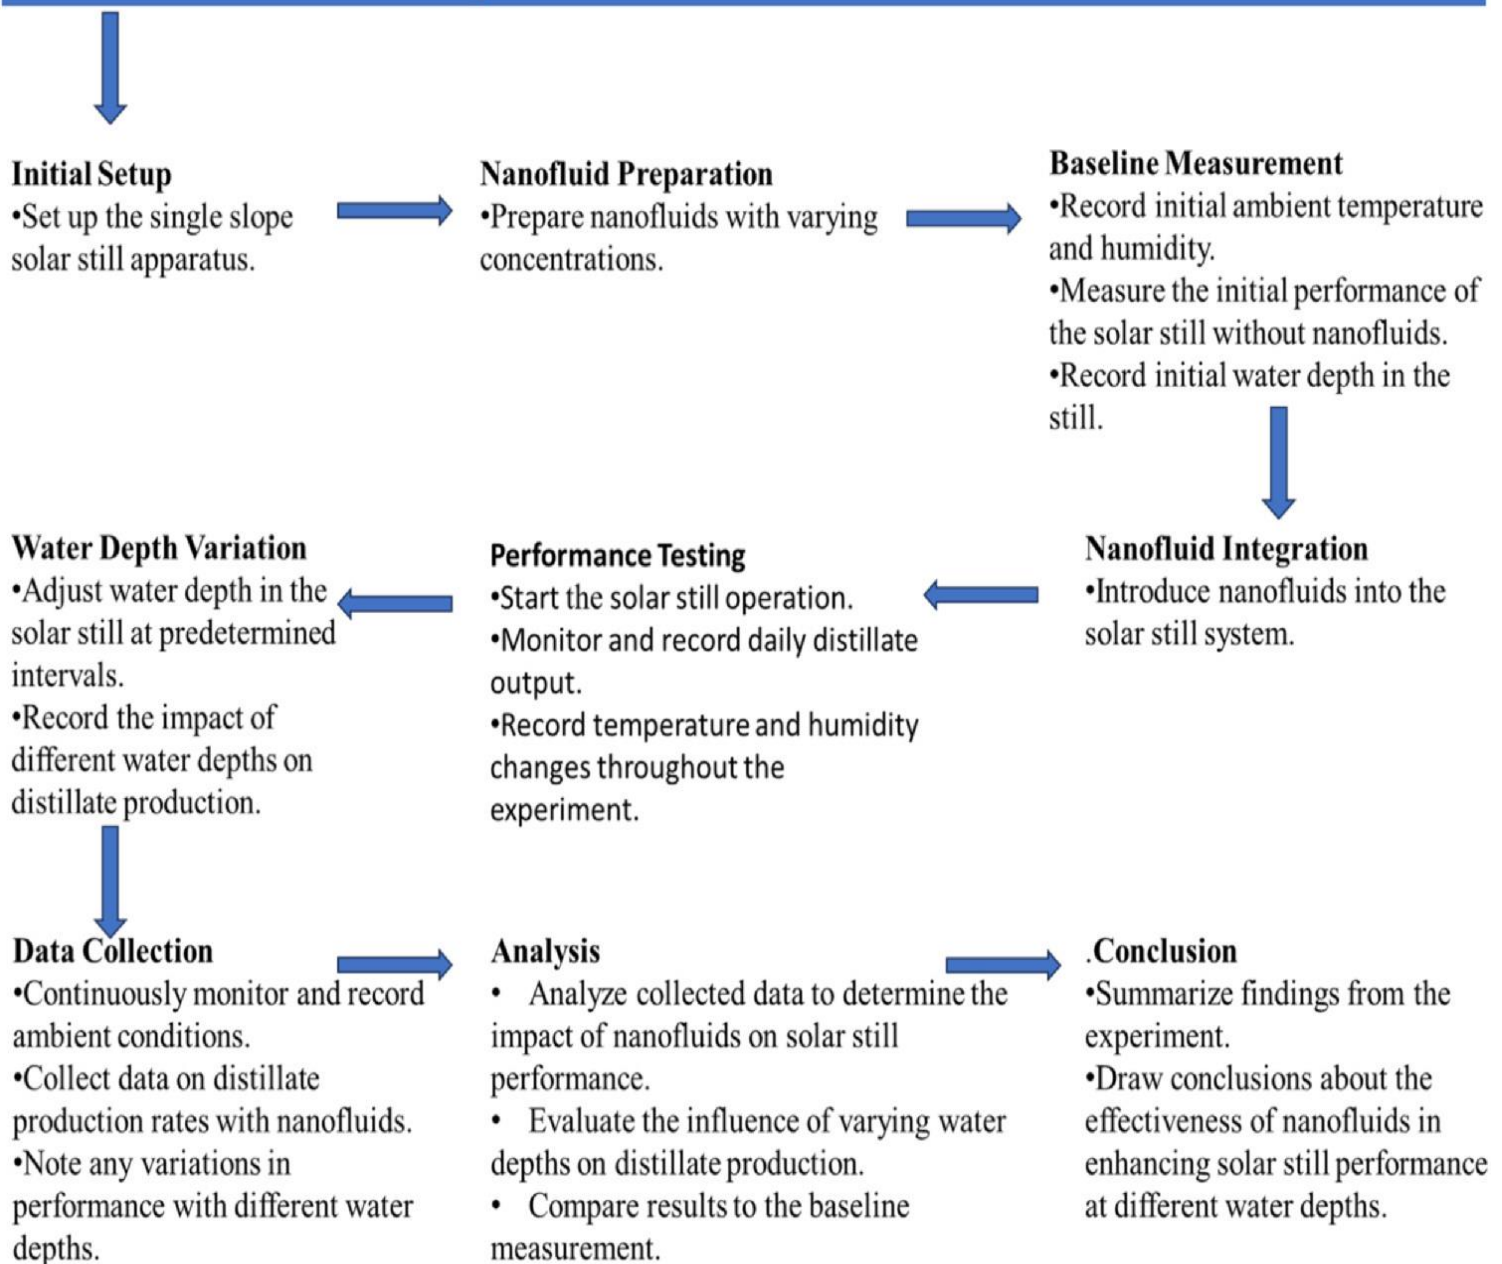 Initial Setup
•Set up the single slope
solar still apparatus.
Nanofluid Preparation
•Prepare nanofluids with varying
concentrations.
Baseline Measurement
•Record initial ambient temperature
and humidity.
•Measure the initial performance of
the solar still without nanofluids.
•Record initial water depth in the
still.
Nanofluid Integration
•Introduce nanofluids into the
solar still system.
Performance Testing
•Start the solar still operation.
•Monitor and record daily distillate
output.
•Record temperature and humidity
changes throughout the
experiment.
Water Depth Variation
•Adjust water depth in the
solar still at predetermined
intervals.
•Record the impact of
different water depths on
distillate production.
Data Collection
•Continuously monitor and record
ambient conditions.
•Collect data on distillate
production rates with nanofluids.
•Note any variations in
performance with different water
depths.
Analysis
• Analyze collected data to determine the
impact of nanofluids on solar still
performance.
• Evaluate the influence of varying water
depths on distillate production.
• Compare results to the baseline
measurement.
.Conclusion
•Summarize findings from the
experiment.
•Draw conclusions about the
effectiveness of nanofluids in
enhancing solar still performance
at different water depths.